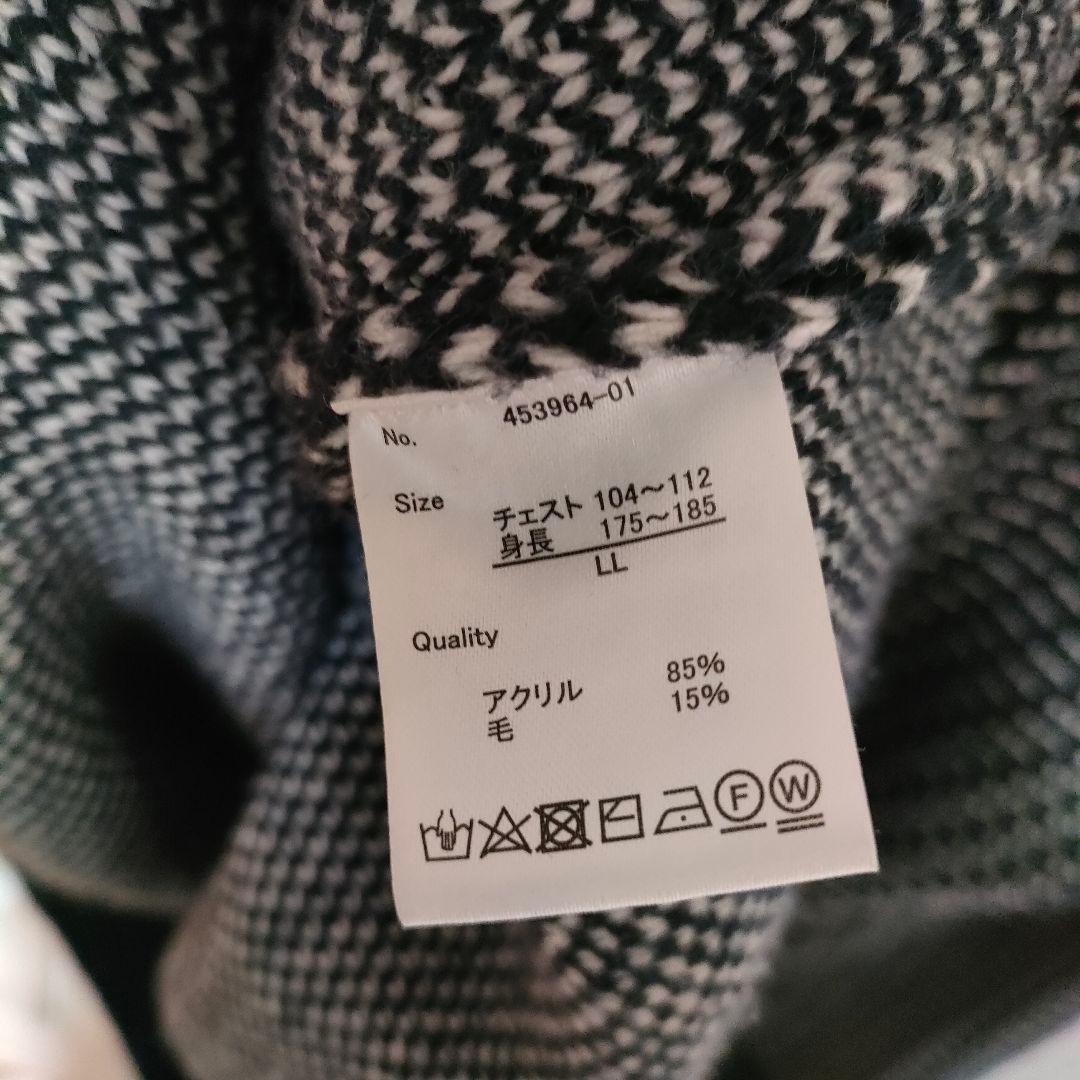 No. 453964-01
Size チェスト 104～112
身長 175～185
LL
Quality
アクリル 85%
毛 15%
F W